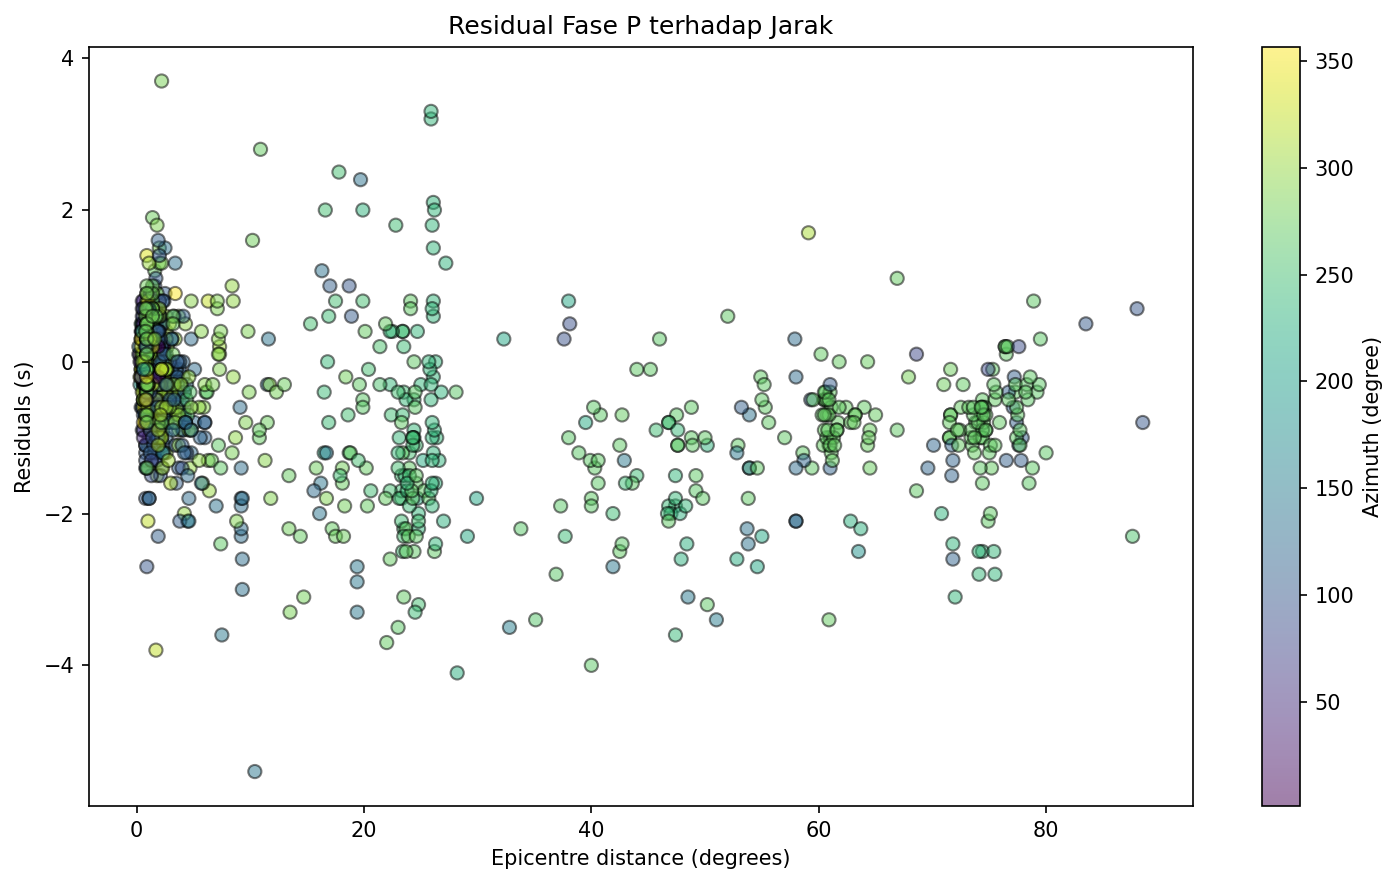 Residual Fase P terhadap Jarak
Residuals (s)
4
2
0
−2
−4
0 20 40 60 80
Epicentre distance (degrees)
350
300
250
200
150
100
50
Azimuth (degree)